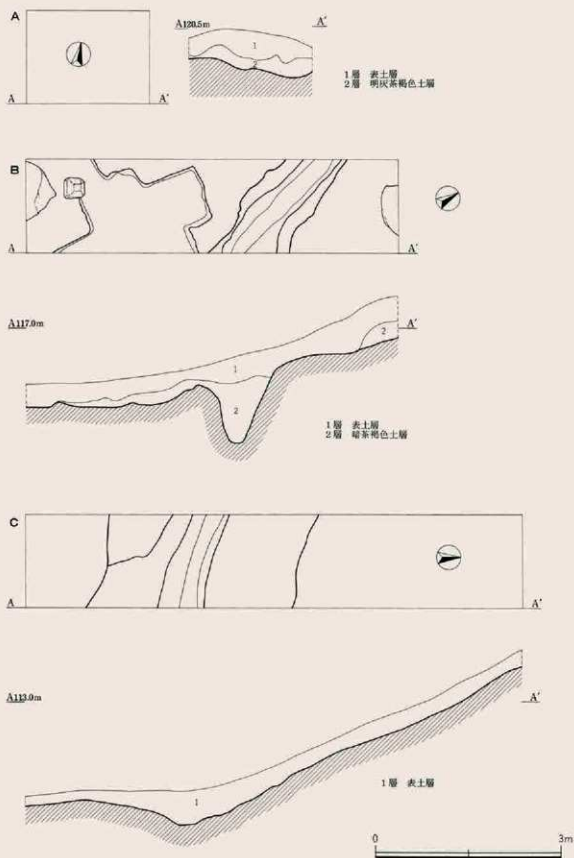 A
A120.5m A'
1
2
1層 表土層
2層 明灰茶褐色土層
A A'
B
A A'
A117.0m A'
1
2
2
1層 表土層
2層 暗茶褐色土層
C
A A'
A113.0m A'
1
1層 表土層
0 3m